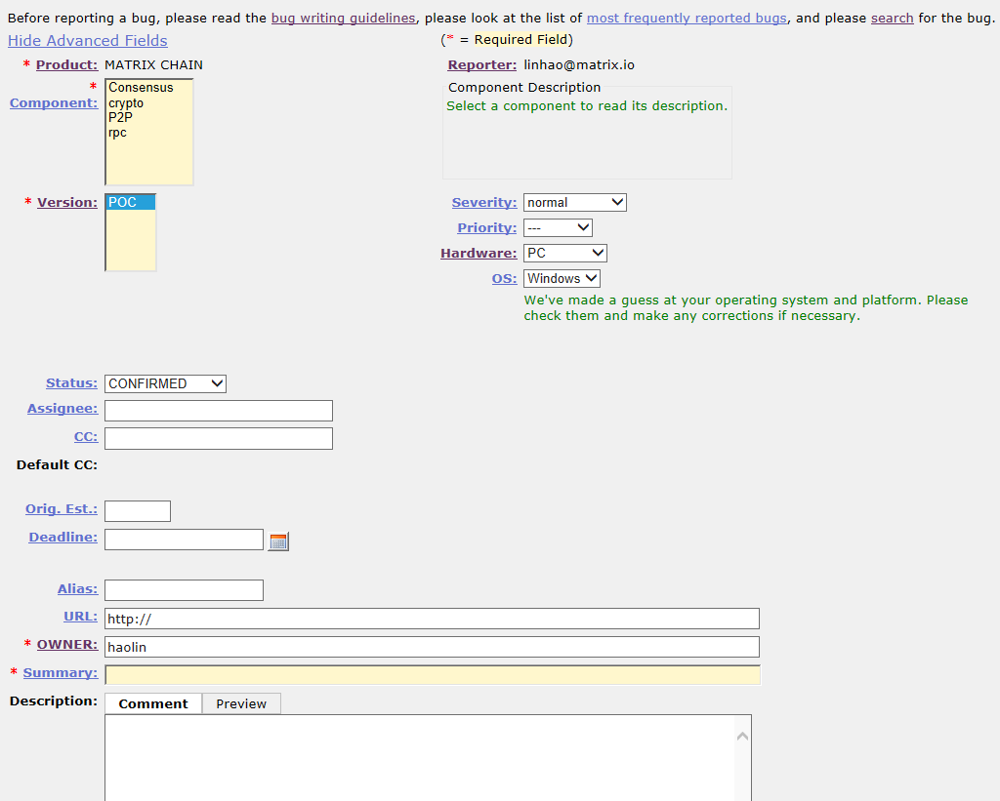 Before reporting a bug, please read the bug writing guidelines, please look at the list of most frequently reported bugs, and please search for the bug.
Hide Advanced Fields
(* = Required Field)
* Product: MATRIX CHAIN
Reporter: linhao@matrix.io
* Component:
Consensus
crypto
P2P
rpc
Component Description
Select a component to read its description.
* Version: POC
Severity: normal
Priority: ---
Hardware: PC
OS: Windows
We've made a guess at your operating system and platform. Please
check them and make any corrections if necessary.
Status: CONFIRMED
Assignee:
CC:
Default CC:
Orig. Est.:
Deadline:
Alias:
URL: http://
* OWNER: haolin
* Summary:
Description: Comment Preview